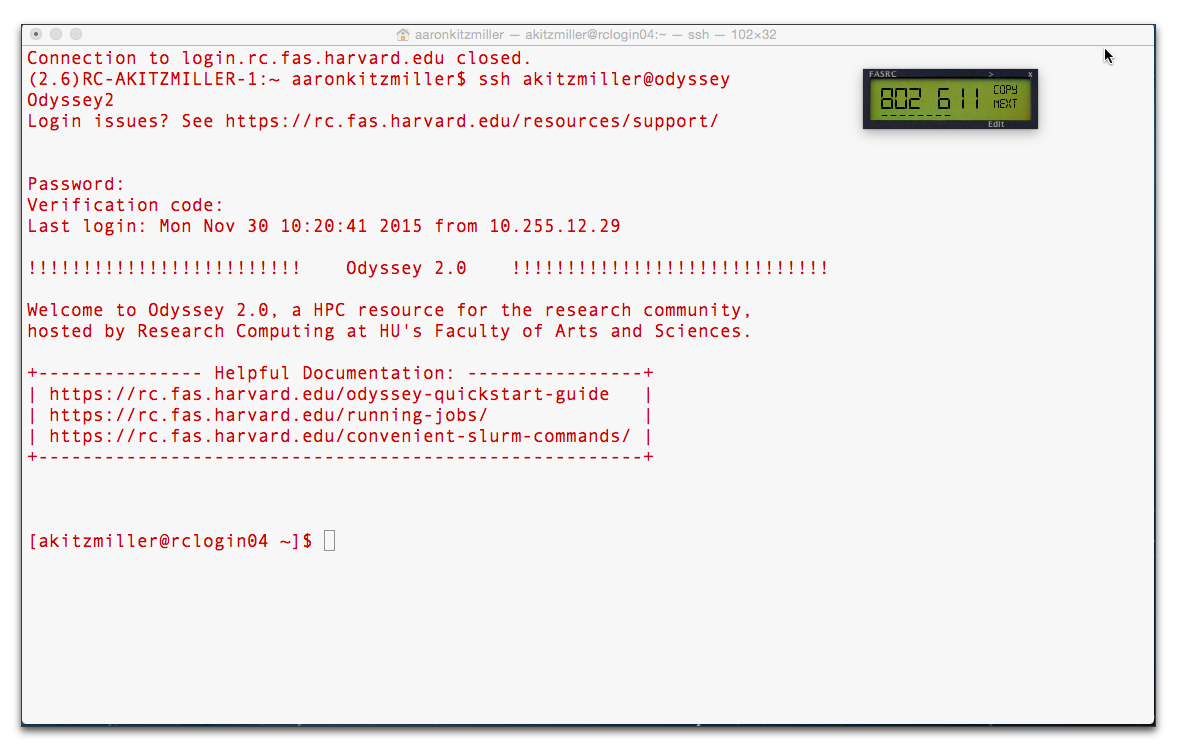 aaronkitzmiller — akitzmiller@rclogin04:~ — ssh — 102×32
Connection to login.rc.fas.harvard.edu closed.
(2.6)RC-AKITZMILLER-1:~ aaronkitzmiller$ ssh akitzmiller@odyssey
Odyssey2
Login issues? See https://rc.fas.harvard.edu/resources/support/
FASRC > x
802 611 COPY
NEXT
Edit
Password:
Verification code:
Last login: Mon Nov 30 10:20:41 2015 from 10.255.12.29
!!!!!!!!!!!!!!!!!!!!!!!!!    Odyssey 2.0    !!!!!!!!!!!!!!!!!!!!!!!!!!!!!
Welcome to Odyssey 2.0, a HPC resource for the research community,
hosted by Research Computing at HU's Faculty of Arts and Sciences.
+--------------- Helpful Documentation: ----------------+
| https://rc.fas.harvard.edu/odyssey-quickstart-guide   |
| https://rc.fas.harvard.edu/running-jobs/              |
| https://rc.fas.harvard.edu/convenient-slurm-commands/ |
+-------------------------------------------------------+
[akitzmiller@rclogin04 ~]$